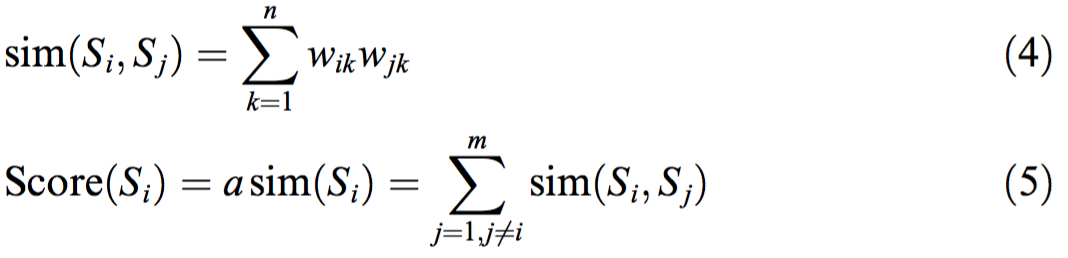 sim(S_i, S_j) = \sum_{k=1}^{n} w_{ik} w_{jk} (4)
Score(S_i) = a sim(S_i) = \sum_{j=1, j \neq i}^{m} sim(S_i, S_j) (5)